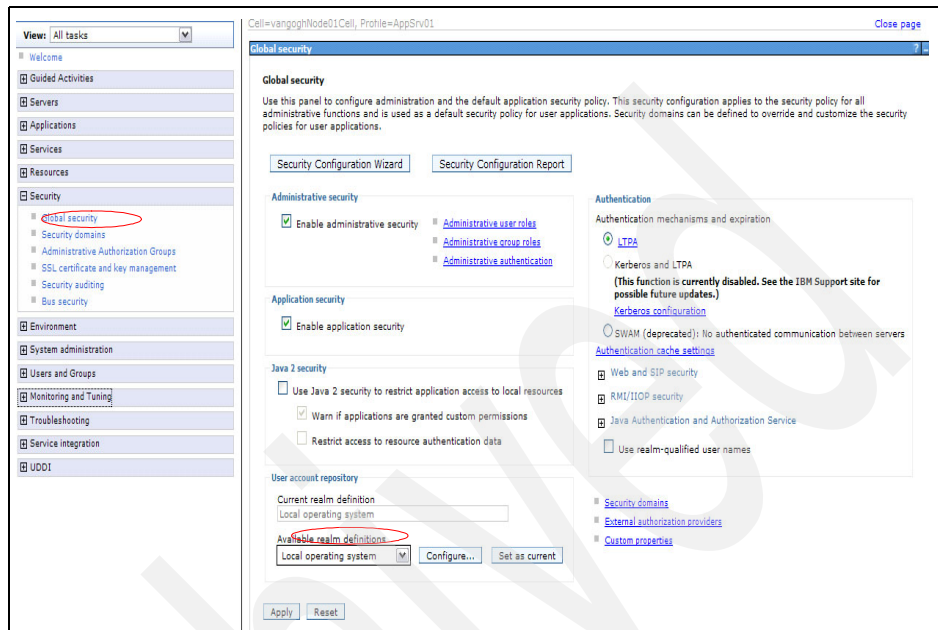 View: All tasks
Welcome
Guided Activities
Servers
Applications
Services
Resources
Security
Global security
Security domains
Administrative Authorization Groups
SSL certificate and key management
Security auditing
Bus security
Environment
System administration
Users and Groups
Monitoring and Tuning
Troubleshooting
Service integration
UDDI
Cell=vangoghNode01Cell, Profile=AppSrv01
Close page
Global security
? -
Global security
Use this panel to configure administration and the default application security policy. This security configuration applies to the security policy for all
administrative functions and is used as a default security policy for user applications. Security domains can be defined to override and customize the security
policies for user applications.
Security Configuration Wizard
Security Configuration Report
Administrative security
Enable administrative security
Administrative user roles
Administrative group roles
Administrative authentication
Application security
Enable application security
Java 2 security
Use Java 2 security to restrict application access to local resources
Warn if applications are granted custom permissions
Restrict access to resource authentication data
User account repository
Current realm definition
Local operating system
Available realm definitions
Local operating system
Configure...
Set as current
Apply
Reset
Authentication
Authentication mechanisms and expiration
LTPA
Kerberos and LTPA
(This function is currently disabled. See the IBM Support site for
possible future updates.)
Kerberos configuration
SWAM (deprecated): No authenticated communication between servers
Authentication cache settings
Web and SIP security
RMI/IIOP security
Java Authentication and Authorization Service
Use realm-qualified user names
Security domains
External authorization providers
Custom properties